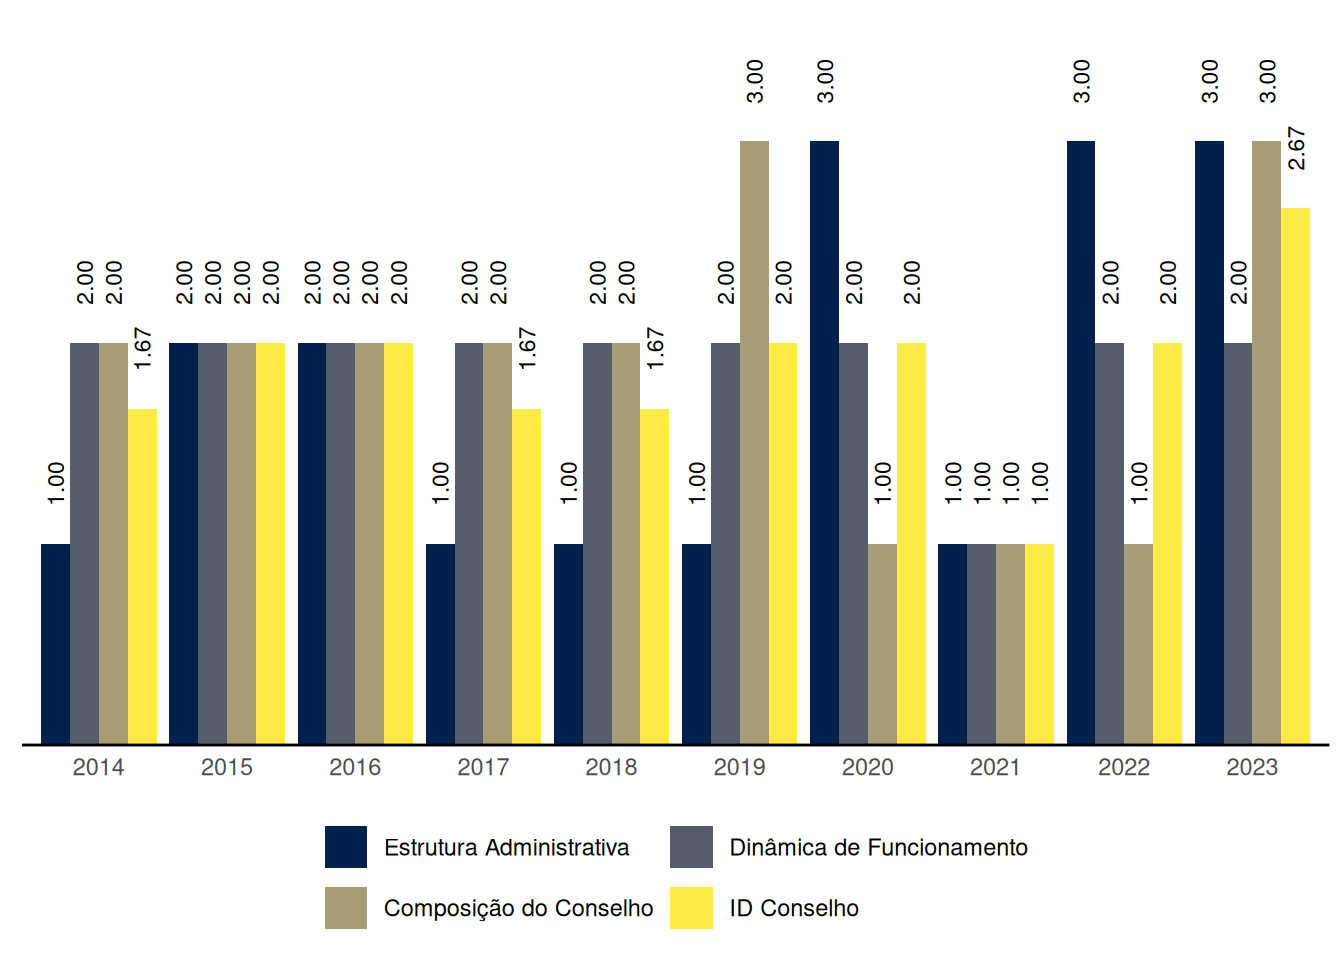 3.00 3.00 3.00 3.00 3.00
2.67
2.00 2.00 2.00 2.00 2.00 2.00 2.00 2.00 2.00 2.00 2.00 2.00 2.00 2.00 2.00 2.00 2.00 2.00 2.00 2.00 2.00
1.67 1.67 1.67
1.00 1.00 1.00 1.00 1.00 1.00 1.00 1.00 1.00 1.00
2014 2015 2016 2017 2018 2019 2020 2021 2022 2023
Estrutura Administrativa Dinâmica de Funcionamento
Composição do Conselho ID Conselho